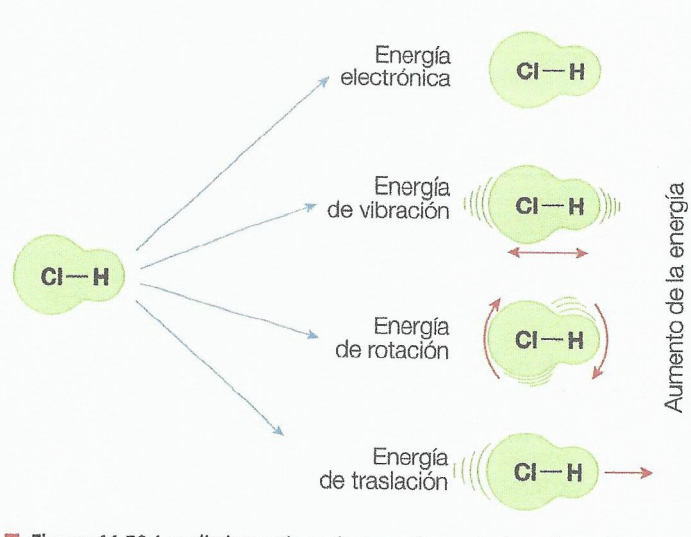 Energía
electrónica
Cl—H
Energía
de vibración
Cl—H
Cl—H
Energía
de rotación
Cl—H
Energía
de traslación
Cl—H
Aumento de la energía